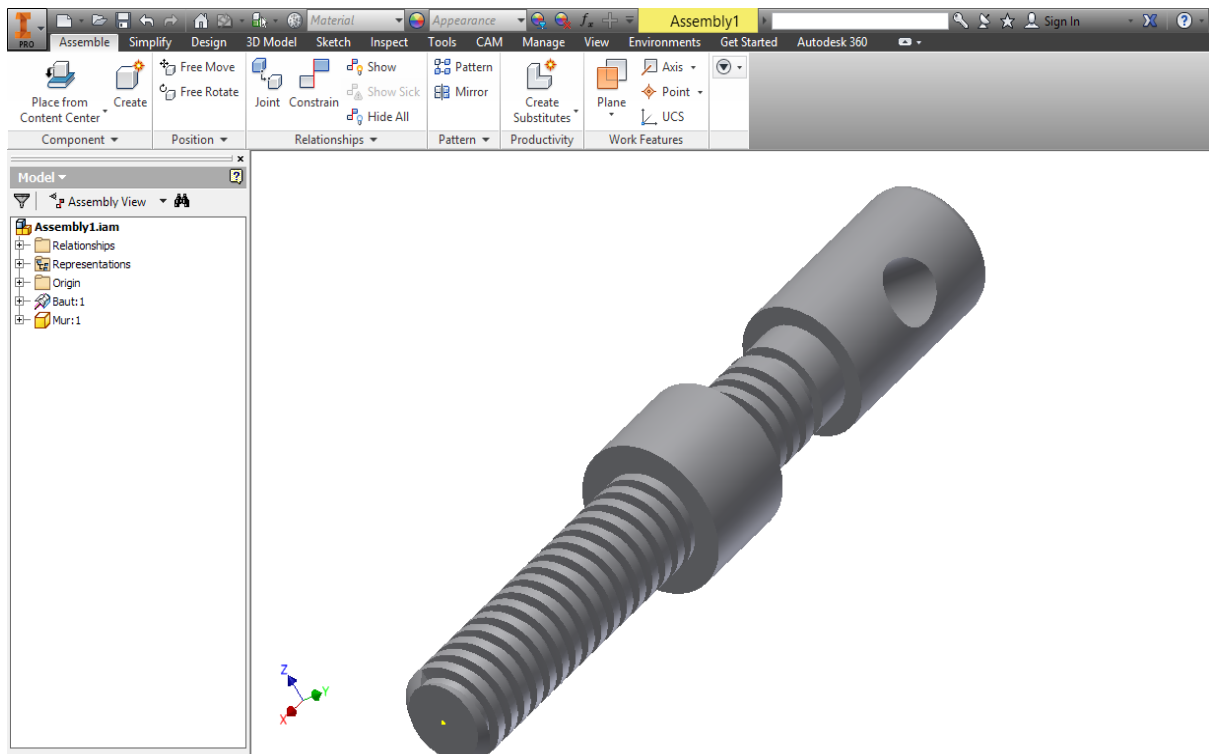 Material Appearance Assembly1 Sign In
PRO Assemble Simplify Design 3D Model Sketch Inspect Tools CAM Manage View Environments Get Started Autodesk 360
Free Move Show Pattern Axis
Place from Content Center Create Free Rotate Joint Constrain Show Sick Mirror Create Substitutes Plane Point
Hide All UCS
Component Position Relationships Pattern Productivity Work Features
Model
Assembly View
Assembly1.iam
Relationships
Representations
Origin
Baut:1
Mur:1
Z
Y
X